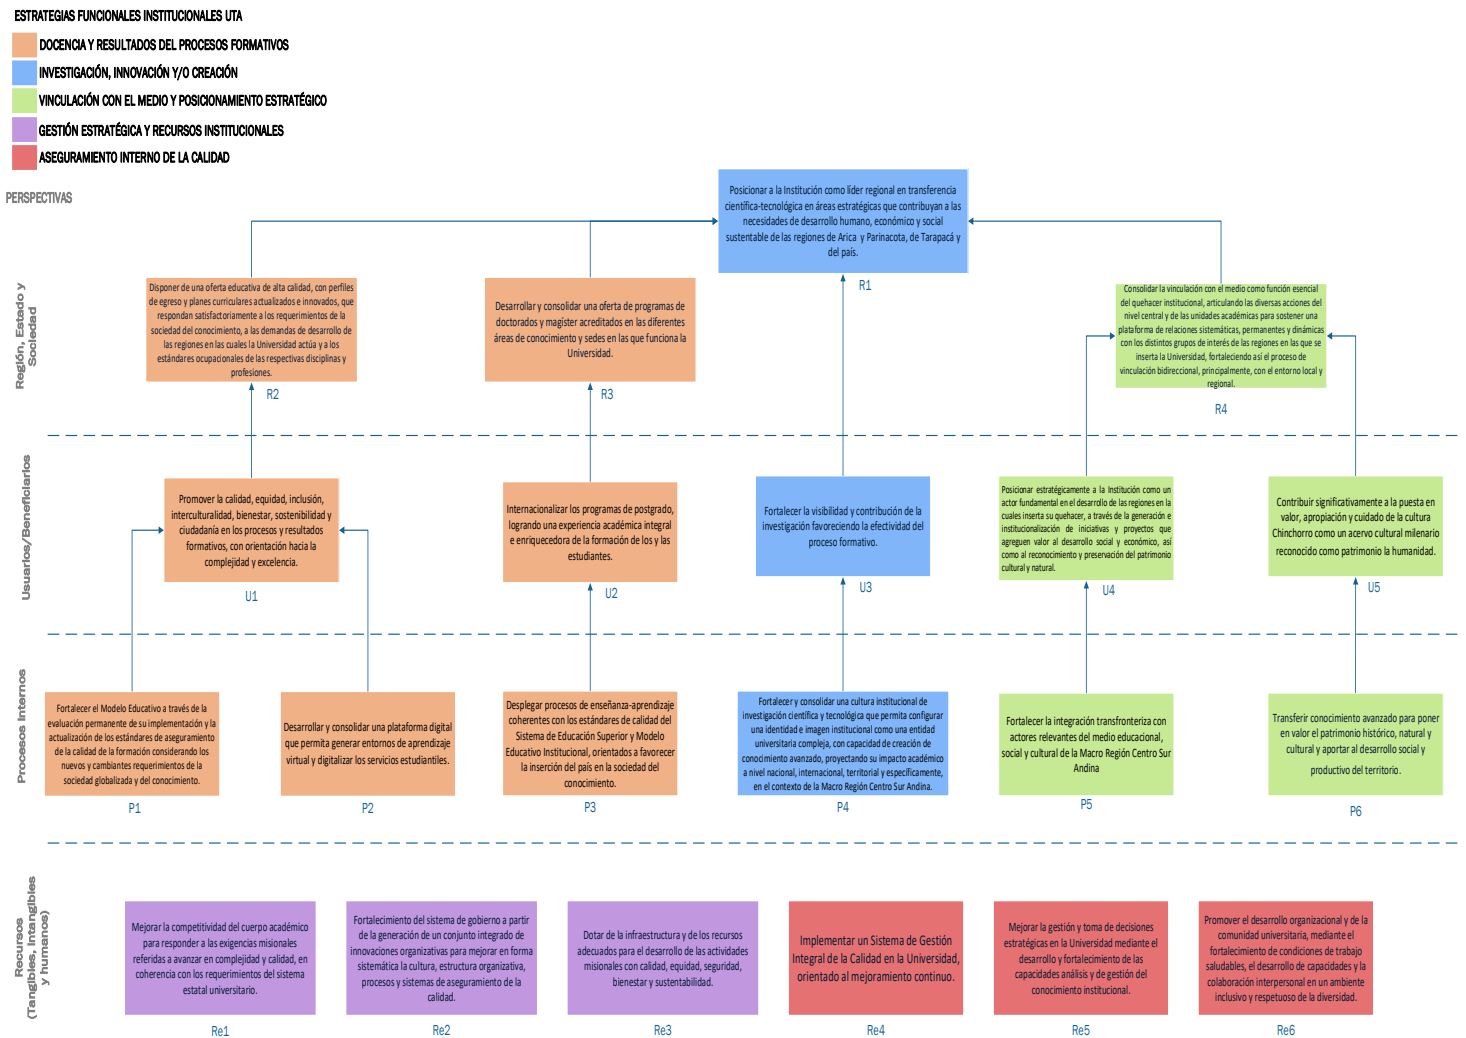 ESTRATEGIAS FUNCIONALES INSTITUCIONALES UTA
DOCENCIA Y RESULTADOS DEL PROCESOS FORMATIVOS
INVESTIGACIÓN, INNOVACIÓN Y/O CREACIÓN
VINCULACIÓN CON EL MEDIO Y POSICIONAMIENTO ESTRATÉGICO
GESTIÓN ESTRATÉGICA Y RECURSOS INSTITUCIONALES
ASEGURAMIENTO INTERNO DE LA CALIDAD
PERSPECTIVAS
Región, Estado y
Sociedad
Posicionar a la Institución como líder regional en transferencia
científica-tecnológica en áreas estratégicas que contribuyan a las
necesidades de desarrollo humano, económico y social
sustentable de las regiones de Arica y Parinacota, de Tarapacá y
del país.
R1
Disponer de una oferta educativa de alta calidad, con perfiles
de egreso y planes curriculares actualizados e innovados, que
respondan satisfactoriamente a los requerimientos de la
sociedad del conocimiento, a las demandas de desarrollo de
las regiones en las cuales la Universidad actúa y a los
estándares ocupacionales de las respectivas disciplinas y
profesiones.
R2
Desarrollar y consolidar una oferta de programas de
doctorados y magíster acreditados en las diferentes
áreas de conocimiento y sedes en las que funciona la
Universidad.
R3
Consolidar la vinculación con el medio como función esencial
del quehacer institucional, articulando las diversas acciones del
nivel central y de las unidades académicas para sostener una
plataforma de relaciones sistemáticas, permanentes y dinámicas
con los distintos grupos de interés de las regiones en las que se
inserta la Universidad, fortaleciendo así el proceso de
vinculación bidireccional, principalmente, con el entorno local y
regional.
R4
Usuarios/Beneficiarios
Promover la calidad, equidad, inclusión,
interculturalidad, bienestar, sostenibilidad y
ciudadanía en los procesos y resultados
formativos, con orientación hacia la
complejidad y excelencia.
U1
Internacionalizar los programas de postgrado,
logrando una experiencia académica integral
e enriquecedora de la formación de los y las
estudiantes.
U2
Fortalecer la visibilidad y contribución de la
investigación favoreciendo la efectividad del
proceso formativo.
U3
Posicionar estratégicamente a la Institución como un
actor fundamental en el desarrollo de las regiones en la
cuales inserta su quehacer, a través de la generación e
institucionalización de iniciativas y proyectos que
agreguen valor al desarrollo social y económico, así
como al reconocimiento y preservación del patrimonio
cultural y natural.
U4
Contribuir significativamente a la puesta en
valor, apropiación y cuidado de la cultura
Chinchorro como un acervo cultural milenario
reconocido como patrimonio la humanidad.
U5
Procesos Internos
Fortalecer el Modelo Educativo a través de la
evaluación permanente de su implementación y la
actualización de los estándares de aseguramiento
de la calidad de la formación considerando los
nuevos y cambiantes requerimientos de la
sociedad globalizada y del conocimiento.
P1
Desarrollar y consolidar una plataforma digital
que permita generar entornos de aprendizaje
virtual y digitalizar los servicios estudiantiles.
P2
Desplegar procesos de enseñanza-aprendizaje
coherentes con los estándares de calidad del
Sistema de Educación Superior y Modelo
Educativo Institucional, orientados a favorecer
la inserción del país en la sociedad del
conocimiento.
P3
Fortalecer y consolidar una cultura institucional de
investigación científica y tecnológica que permita configurar
una identidad e imagen institucional como una entidad
universitaria compleja, con capacidad de creación de
conocimiento avanzado, proyectando su impacto académico
a nivel nacional, internacional, territorial y específicamente,
en el contexto de la Macro Región Centro Sur Andina.
P4
Fortalecer la integración transfronteriza con
actores relevantes del medio educacional,
social y cultural de la Macro Región Centro Sur
Andina
P5
Transferir conocimiento avanzado para poner
en valor el patrimonio histórico, natural y
cultural y aportar al desarrollo social y
productivo del territorio.
P6
Recursos
(Tangibles, Intangibles
y humanos)
Mejorar la competitividad del cuerpo académico
para responder a las exigencias misionales
referidas a avanzar en complejidad y calidad, en
coherencia con los requerimientos del sistema
estatal universitario.
Re1
Fortalecimiento del sistema de gobierno a partir
de la generación de un conjunto integrado de
innovaciones organizativas para mejorar en forma
sistemática la cultura, estructura organizativa,
procesos y sistemas de aseguramiento de la
calidad.
Re2
Dotar de la infraestructura y de los recursos
adecuados para el desarrollo de las actividades
misionales con calidad, equidad, seguridad,
bienestar y sustentabilidad.
Re3
Implementar un Sistema de Gestión
Integral de la Calidad en la Universidad,
orientado al mejoramiento continuo.
Re4
Mejorar la gestión y toma de decisiones
estratégicas en la Universidad mediante el
desarrollo y fortalecimiento de las
capacidades análisis y de gestión del
conocimiento institucional.
Re5
Promover el desarrollo organizacional y de la
comunidad universitaria, mediante el
fortalecimiento de condiciones de trabajo
saludables, el desarrollo de capacidades y la
colaboración interpersonal en un ambiente
inclusivo y respetuoso de la diversidad.
Re6